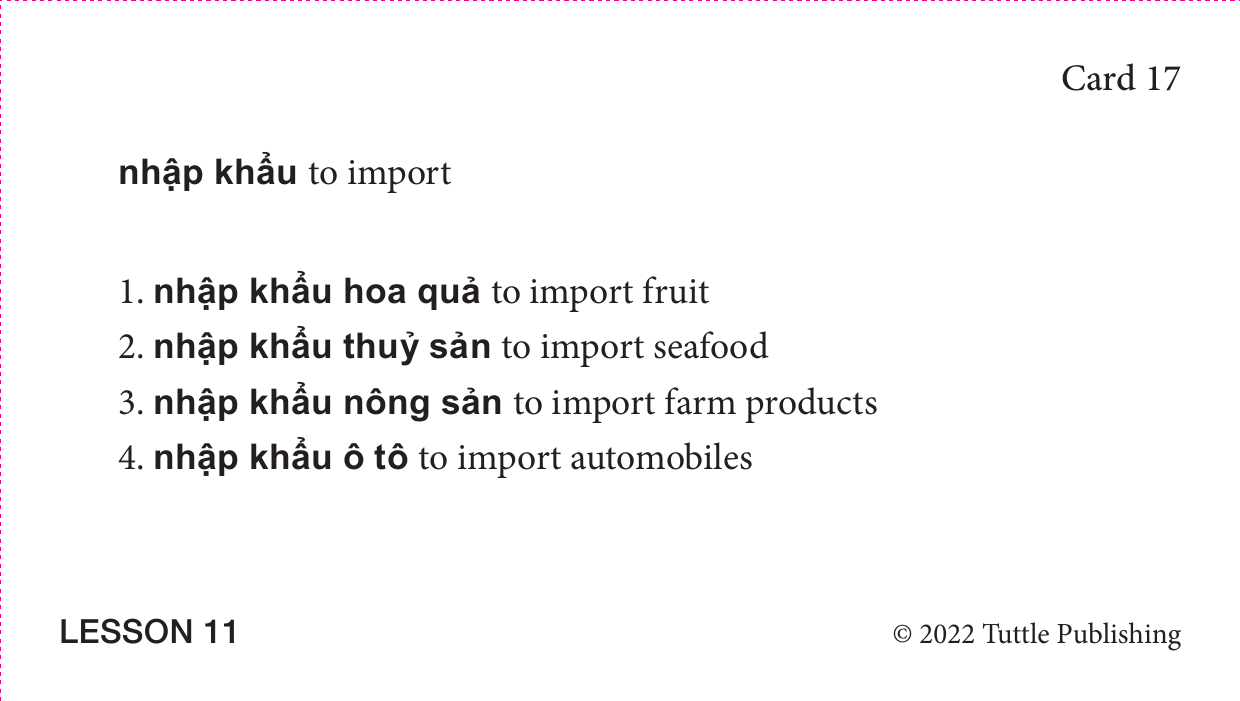 Card 17
nhập khẩu to import
1. nhập khẩu hoa quả to import fruit
2. nhập khẩu thuỷ sản to import seafood
3. nhập khẩu nông sản to import farm products
4. nhập khẩu ô tô to import automobiles
LESSON 11
© 2022 Tuttle Publishing